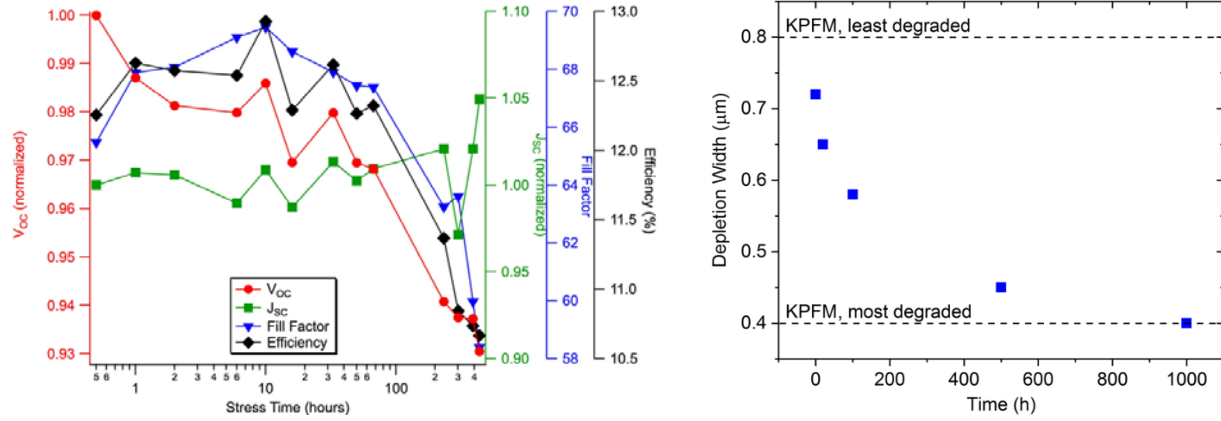 1.00
0.99
0.98
0.97
0.96
0.95
0.94
0.93
V_OC (normalized)
5 6 1 2 3 4 5 6 10 2 3 4 5 6 100 2 3 4
Stress Time (hours)
V_OC
J_SC
Fill Factor
Efficiency
1.10
1.05
1.00
0.95
0.90
J_SC (normalized)
70
68
66
64
62
60
58
Fill Factor
13.0
12.5
12.0
11.5
11.0
10.5
Efficiency (%)
KPFM, least degraded
KPFM, most degraded
0.8
0.7
0.6
0.5
0.4
Depletion Width (μm)
0 200 400 600 800 1000
Time (h)